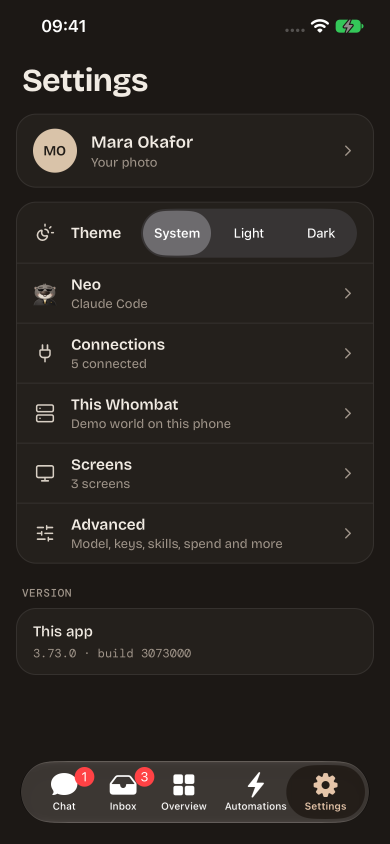 09:41
Settings
MO
Mara Okafor
Your photo
Theme
System
Light
Dark
Neo
Claude Code
Connections
5 connected
This Whombat
Demo world on this phone
Screens
3 screens
Advanced
Model, keys, skills, spend and more
VERSION
This app
3.73.0 · build 3073000
1
3
Chat
Inbox
Overview
Automations
Settings